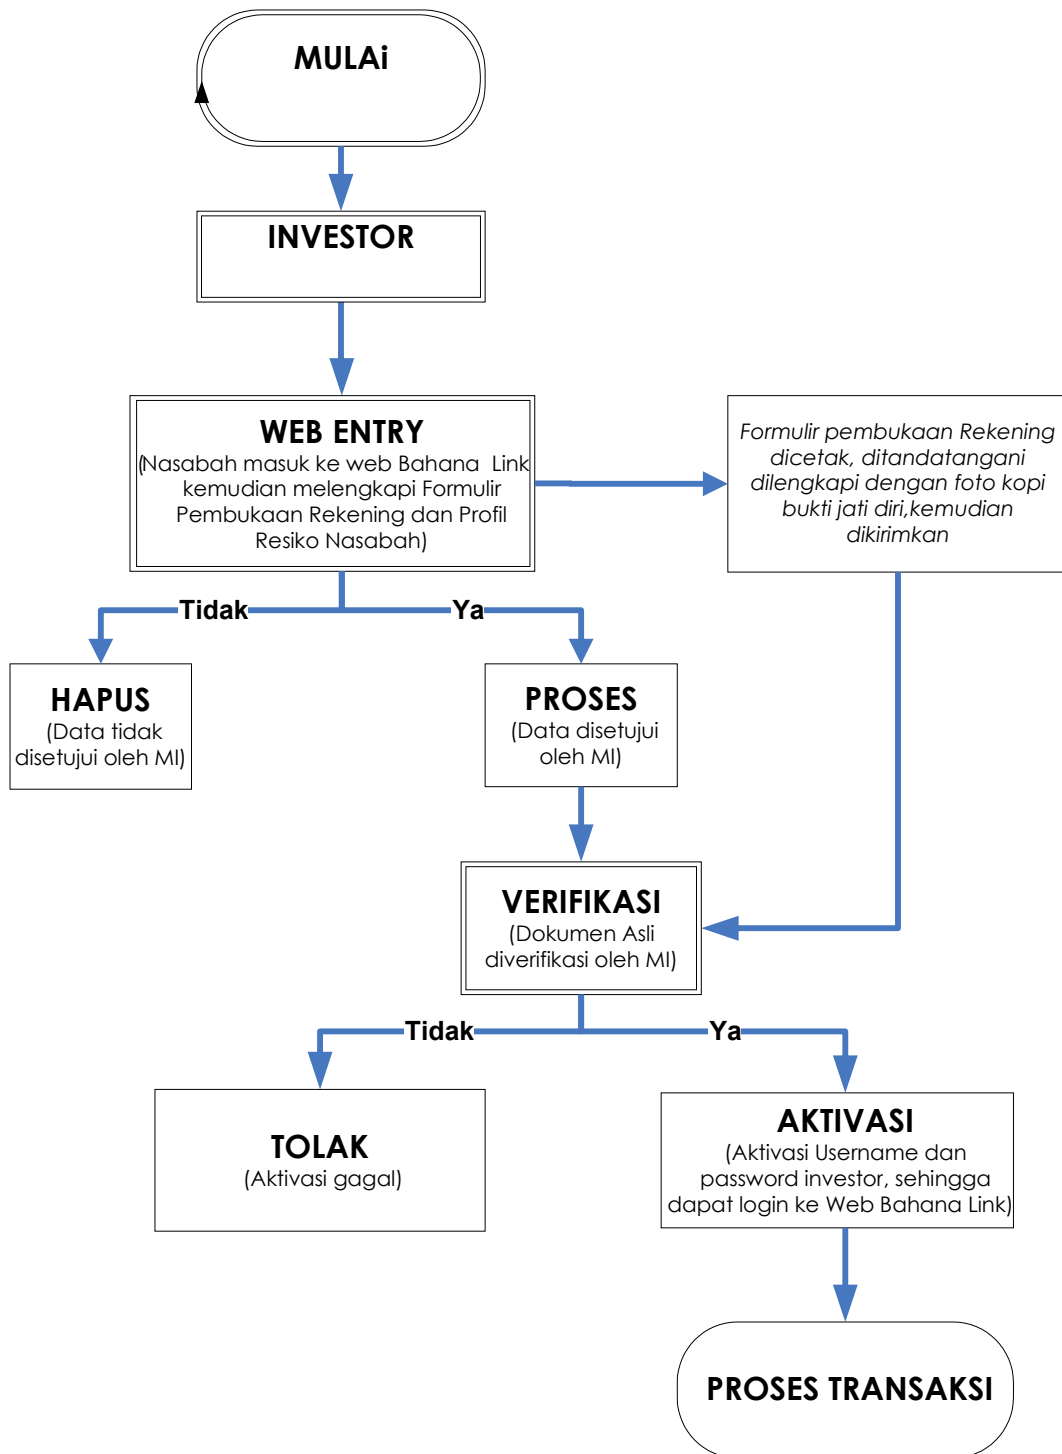 MULAi
INVESTOR
WEB ENTRY
(Nasabah masuk ke web Bahana Link
kemudian melengkapi Formulir
Pembukaan Rekening dan Profil
Resiko Nasabah)
Formulir pembukaan Rekening
dicetak, ditandatangani
dilengkapi dengan foto kopi
bukti jati diri,kemudian
dikirimkan
Tidak
Ya
HAPUS
(Data tidak
disetujui oleh MI)
PROSES
(Data disetujui
oleh MI)
VERIFIKASI
(Dokumen Asli
diverifikasi oleh MI)
Tidak
Ya
TOLAK
(Aktivasi gagal)
AKTIVASI
(Aktivasi Username dan
password investor, sehingga
dapat login ke Web Bahana Link)
PROSES TRANSAKSI